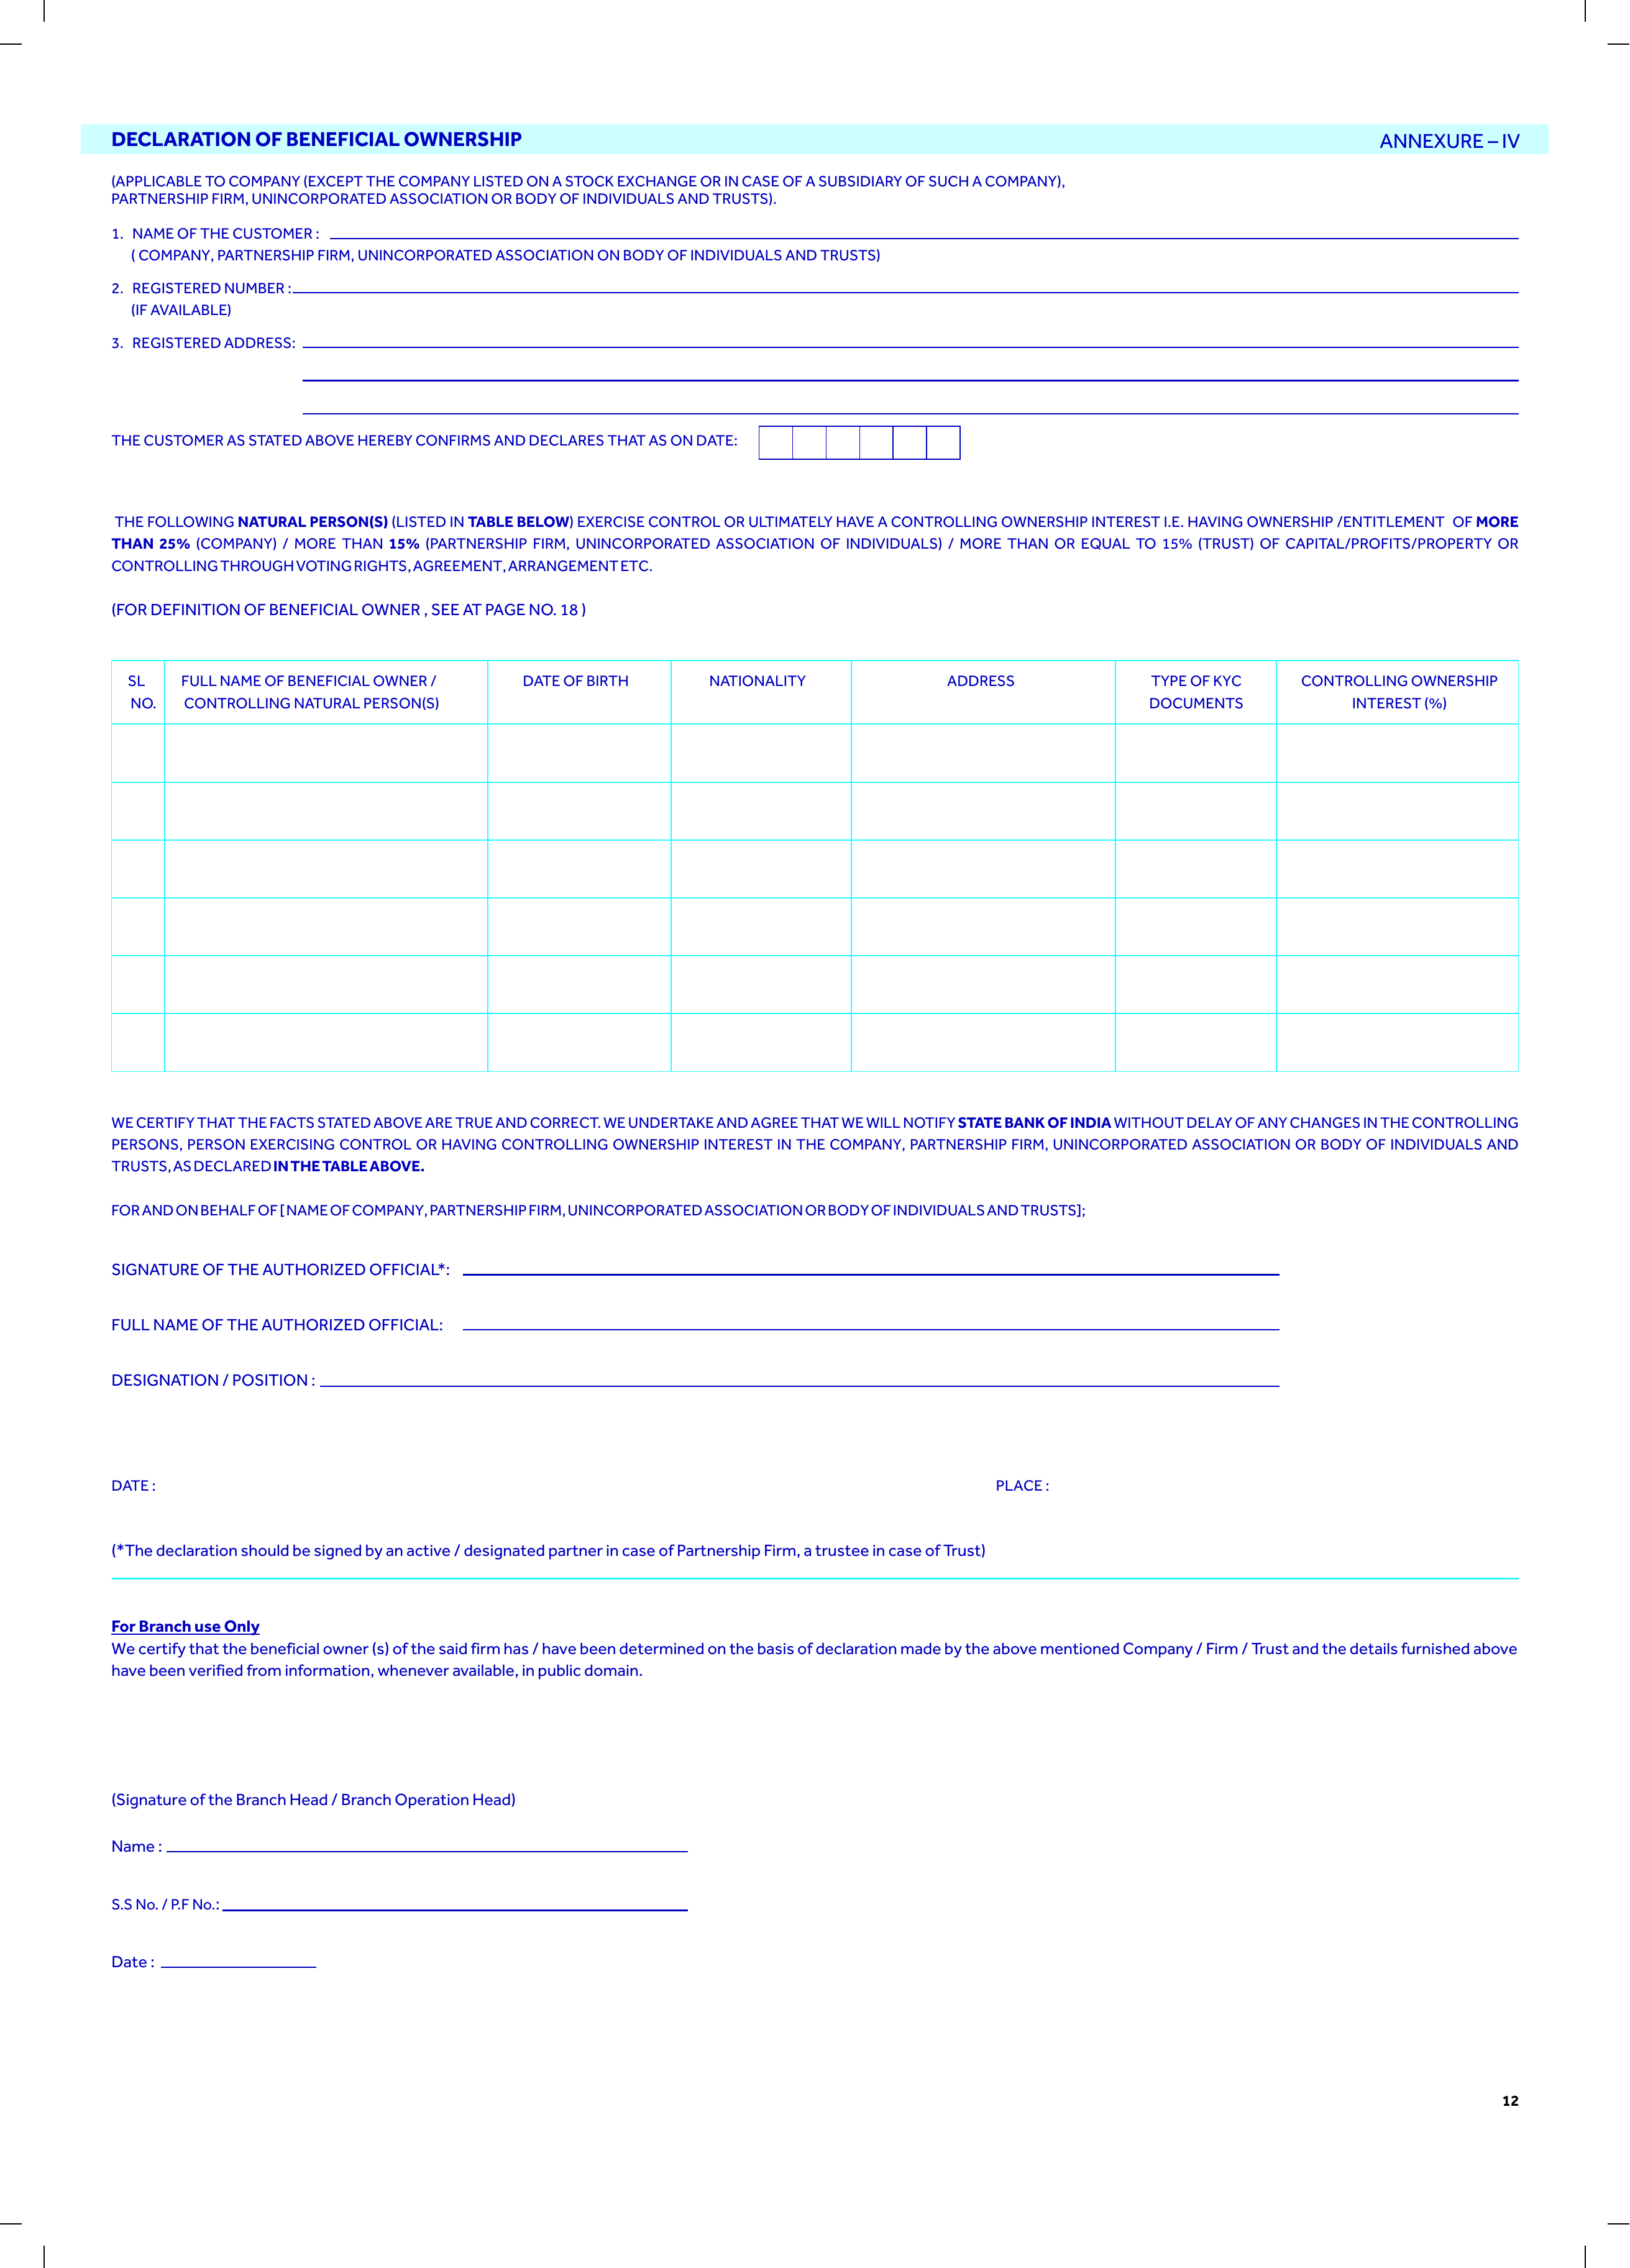 DECLARATION OF BENEFICIAL OWNERSHIP ANNEXURE – IV
(APPLICABLE TO COMPANY (EXCEPT THE COMPANY LISTED ON A STOCK EXCHANGE OR IN CASE OF A SUBSIDIARY OF SUCH A COMPANY),
PARTNERSHIP FIRM, UNINCORPORATED ASSOCIATION OR BODY OF INDIVIDUALS AND TRUSTS).
1. NAME OF THE CUSTOMER :
( COMPANY, PARTNERSHIP FIRM, UNINCORPORATED ASSOCIATION ON BODY OF INDIVIDUALS AND TRUSTS)
2. REGISTERED NUMBER :
(IF AVAILABLE)
3. REGISTERED ADDRESS:
THE CUSTOMER AS STATED ABOVE HEREBY CONFIRMS AND DECLARES THAT AS ON DATE:
THE FOLLOWING NATURAL PERSON(S) (LISTED IN TABLE BELOW) EXERCISE CONTROL OR ULTIMATELY HAVE A CONTROLLING OWNERSHIP INTEREST I.E. HAVING OWNERSHIP /ENTITLEMENT OF MORE
THAN 25% (COMPANY) / MORE THAN 15% (PARTNERSHIP FIRM, UNINCORPORATED ASSOCIATION OF INDIVIDUALS) / MORE THAN OR EQUAL TO 15% (TRUST) OF CAPITAL/PROFITS/PROPERTY OR
CONTROLLING THROUGH VOTING RIGHTS, AGREEMENT, ARRANGEMENT ETC.
(FOR DEFINITION OF BENEFICIAL OWNER , SEE AT PAGE NO. 18 )
SL FULL NAME OF BENEFICIAL OWNER / DATE OF BIRTH NATIONALITY ADDRESS TYPE OF KYC CONTROLLING OWNERSHIP
NO. CONTROLLING NATURAL PERSON(S) DOCUMENTS INTEREST (%)
WE CERTIFY THAT THE FACTS STATED ABOVE ARE TRUE AND CORRECT. WE UNDERTAKE AND AGREE THAT WE WILL NOTIFY STATE BANK OF INDIA WITHOUT DELAY OF ANY CHANGES IN THE CONTROLLING
PERSONS, PERSON EXERCISING CONTROL OR HAVING CONTROLLING OWNERSHIP INTEREST IN THE COMPANY, PARTNERSHIP FIRM, UNINCORPORATED ASSOCIATION OR BODY OF INDIVIDUALS AND
TRUSTS, AS DECLARED IN THE TABLE ABOVE.
FOR AND ON BEHALF OF [ NAME OF COMPANY, PARTNERSHIP FIRM, UNINCORPORATED ASSOCIATION OR BODY OF INDIVIDUALS AND TRUSTS];
SIGNATURE OF THE AUTHORIZED OFFICIAL*:
FULL NAME OF THE AUTHORIZED OFFICIAL:
DESIGNATION / POSITION :
DATE : PLACE :
(*The declaration should be signed by an active / designated partner in case of Partnership Firm, a trustee in case of Trust)
For Branch use Only
We certify that the beneficial owner (s) of the said firm has / have been determined on the basis of declaration made by the above mentioned Company / Firm / Trust and the details furnished above
have been verified from information, whenever available, in public domain.
(Signature of the Branch Head / Branch Operation Head)
Name :
S.S No. / P.F No.:
Date :
12